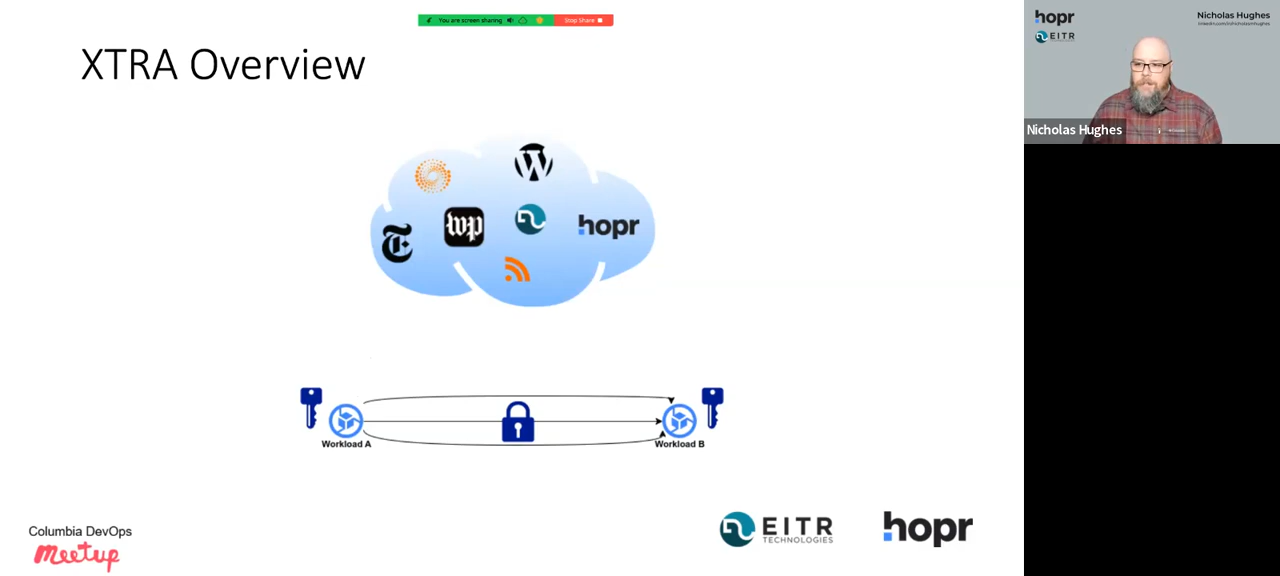 You are screen sharing
Stop Share
XTRA Overview
hopr
Workload A
Workload B
Columbia DevOps
meetup
EITR
TECHNOLOGIES
hopr
hopr
EITR
Nicholas Hughes
Nicholas Hughes